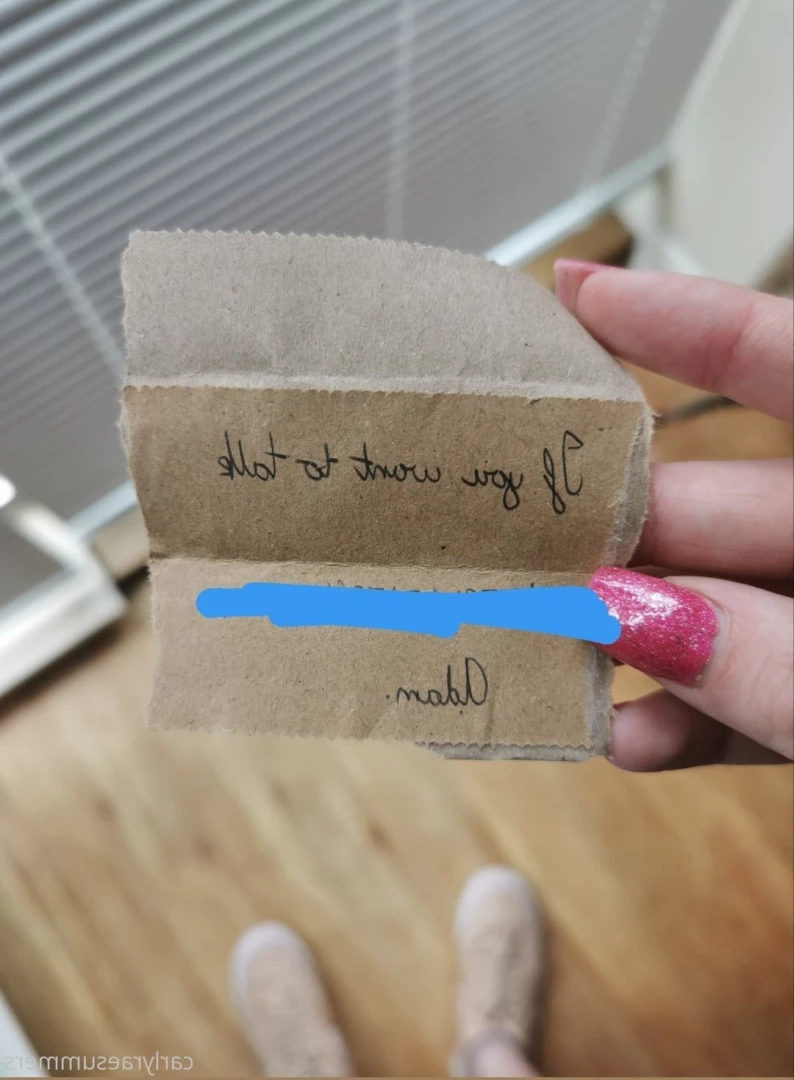 If you want to talk
Adam.
carlyraesummers